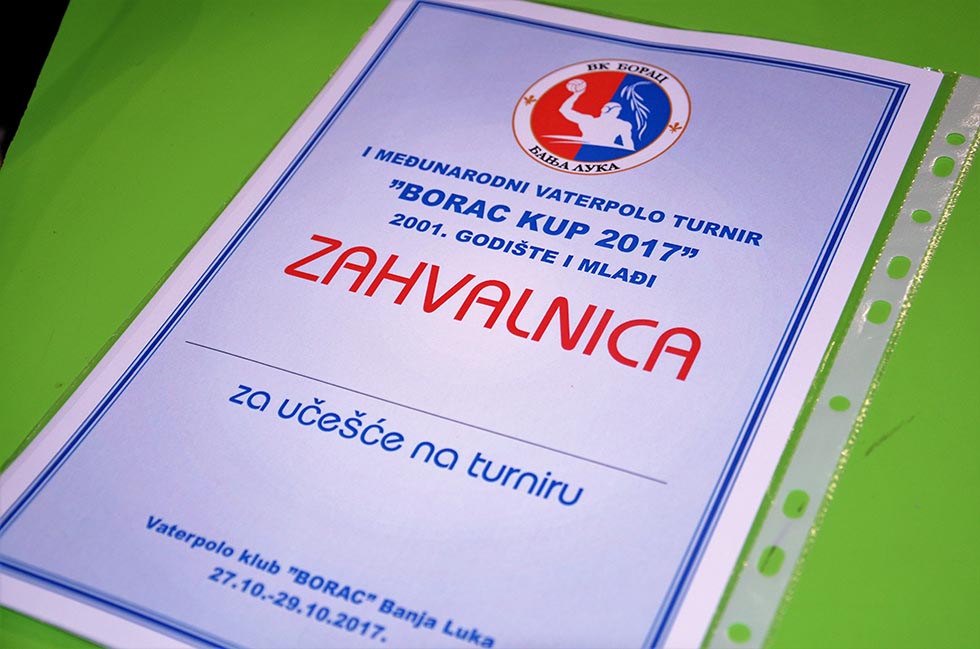 ВК БОРАЦ
БАЊА ЛУКА
I MEĐUNARODNI VATERPOLO TURNIR
”BORAC KUP 2017”
2001. GODIŠTE I MLAĐI
ZAHVALNICA
za učešće na turniru
Vaterpolo klub ”BORAC” Banja Luka
27.10.-29.10.2017.